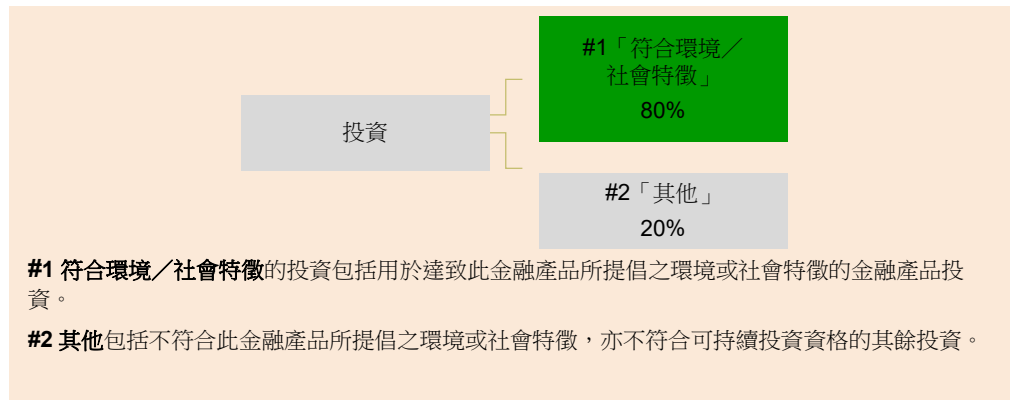 #1「符合環境／
社會特徵」
80%
投資
#2「其他」
20%
#1 符合環境／社會特徵的投資包括用於達致此金融產品所提倡之環境或社會特徵的金融產品投
資。
#2 其他包括不符合此金融產品所提倡之環境或社會特徵，亦不符合可持續投資資格的其餘投資。